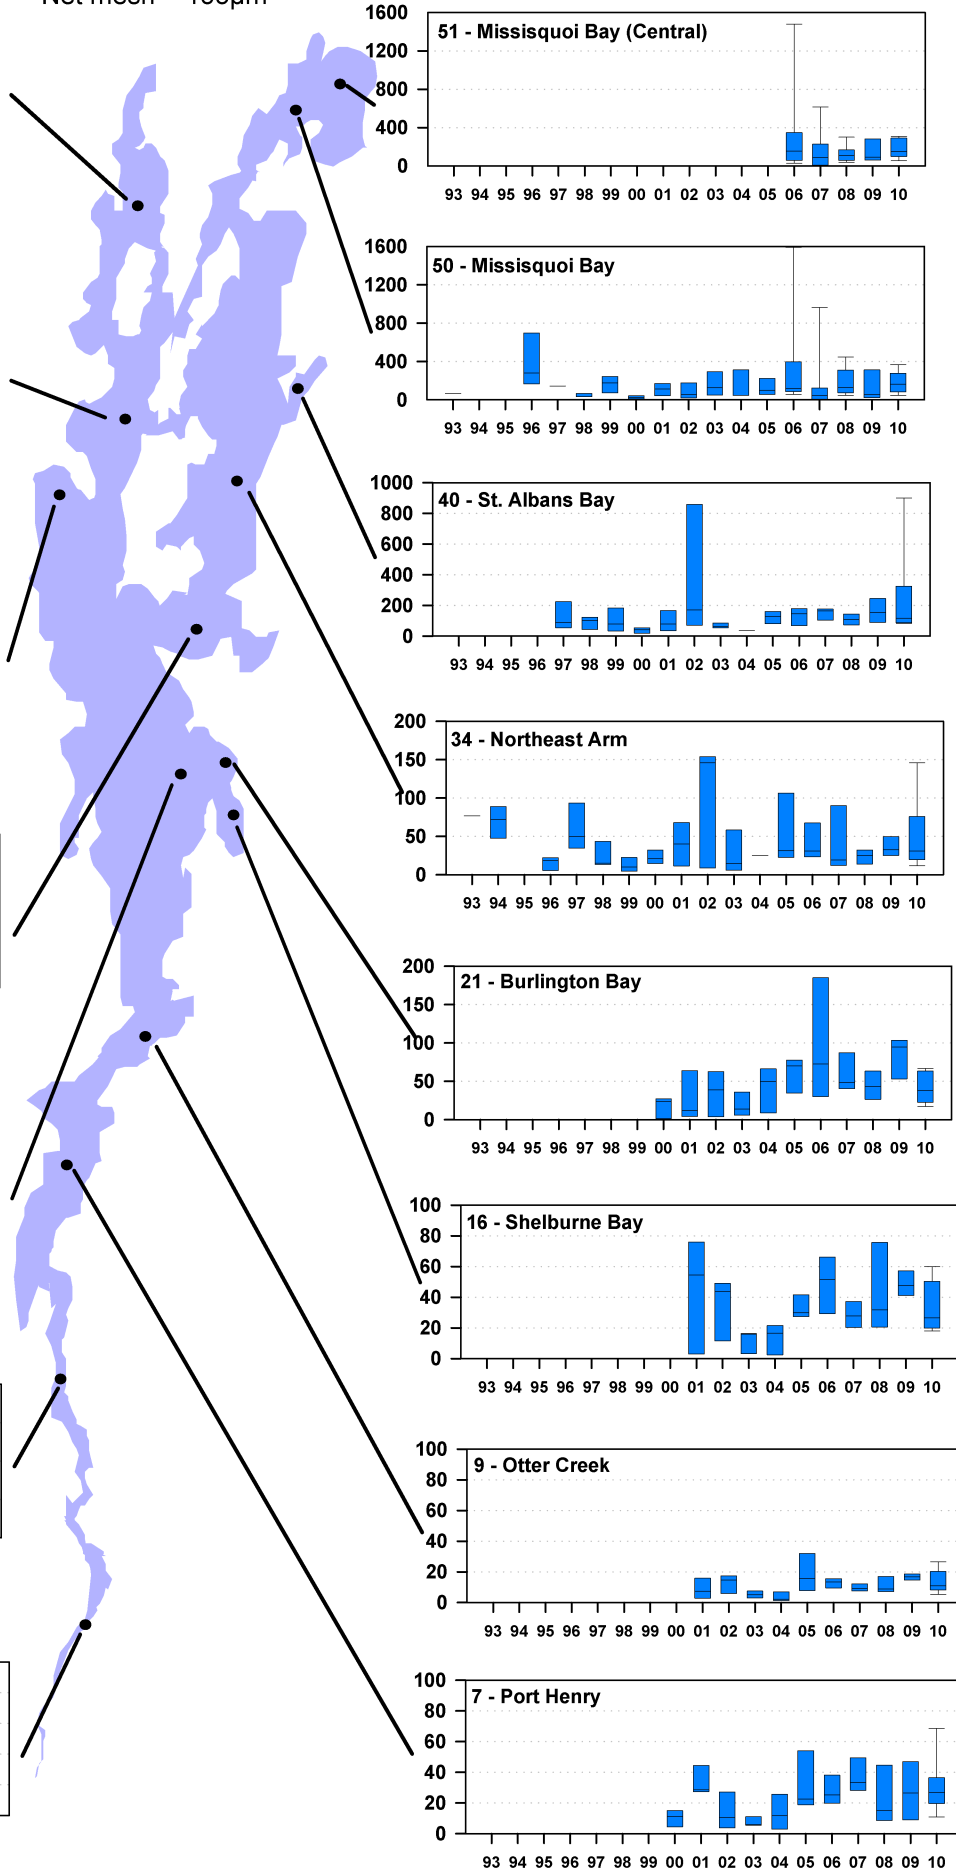 1600
51 - Missisquoi Bay (Central)
1200
800
400
0
93 94 95 96 97 98 99 00 01 02 03 04 05 06 07 08 09 10
1600
50 - Missisquoi Bay
1200
800
400
0
93 94 95 96 97 98 99 00 01 02 03 04 05 06 07 08 09 10
1000
40 - St. Albans Bay
800
600
400
200
0
93 94 95 96 97 98 99 00 01 02 03 04 05 06 07 08 09 10
200
34 - Northeast Arm
150
100
50
0
93 94 95 96 97 98 99 00 01 02 03 04 05 06 07 08 09 10
200
21 - Burlington Bay
150
100
50
0
93 94 95 96 97 98 99 00 01 02 03 04 05 06 07 08 09 10
100
16 - Shelburne Bay
80
60
40
20
0
93 94 95 96 97 98 99 00 01 02 03 04 05 06 07 08 09 10
100
9 - Otter Creek
80
60
40
20
0
93 94 95 96 97 98 99 00 01 02 03 04 05 06 07 08 09 10
100
7 - Port Henry
80
60
40
20
0
93 94 95 96 97 98 99 00 01 02 03 04 05 06 07 08 09 10